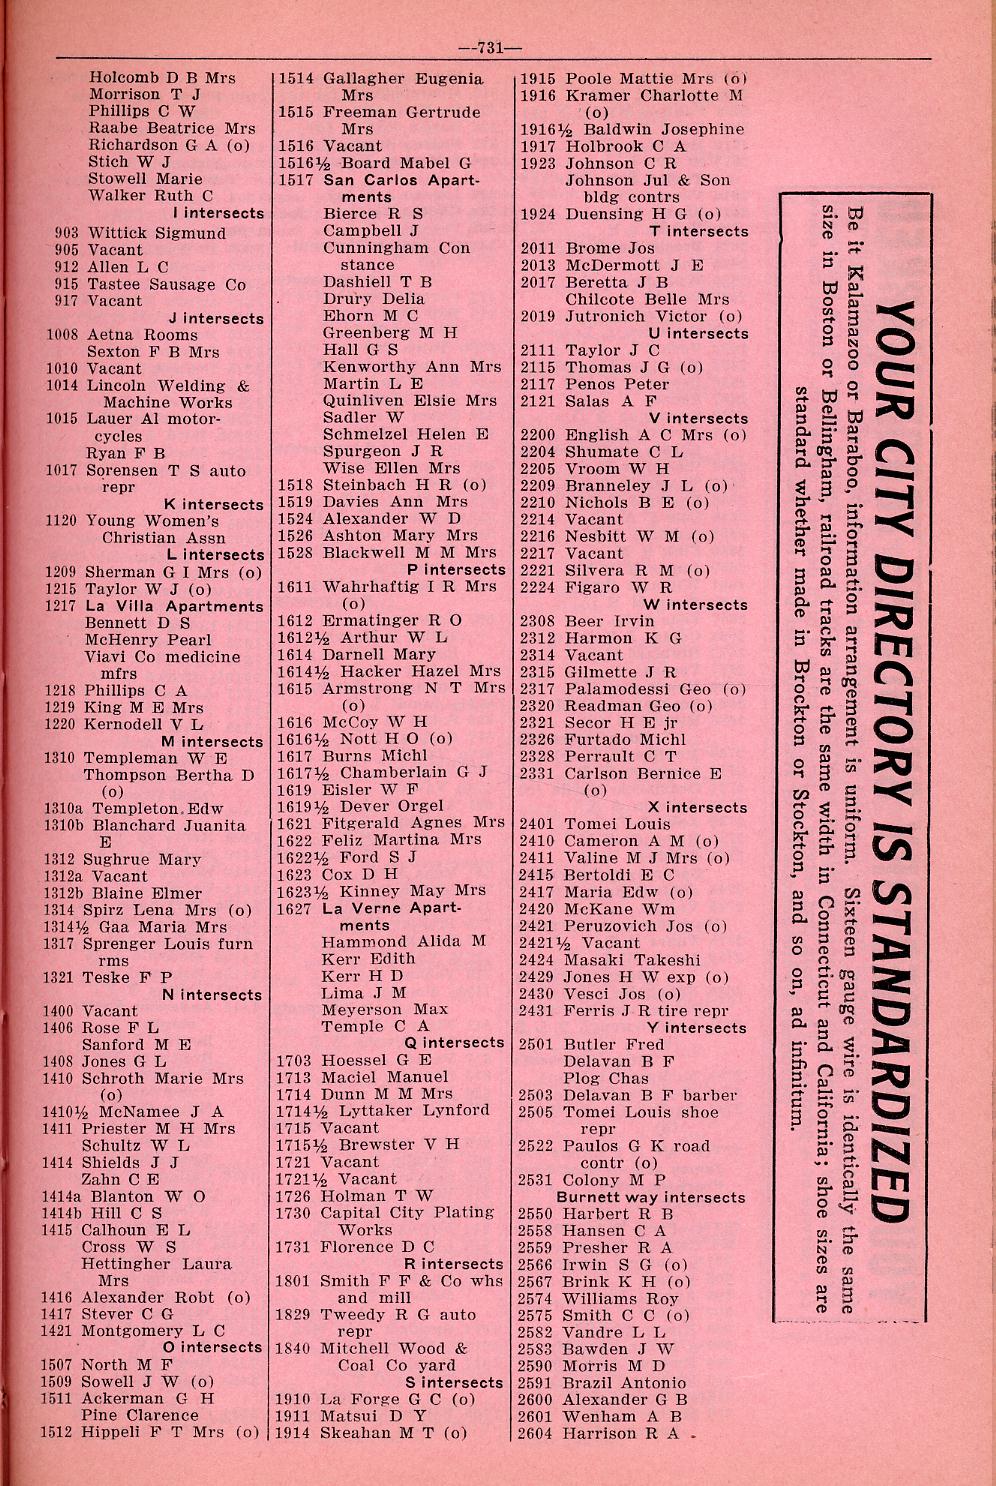 —731—
Holcomb D B Mrs
Morrison T J
Phillips C W
Raabe Beatrice Mrs
Richardson G A (o)
Stich W J
Stowell Marie
Walker Ruth C
I intersects
903 Wittick Sigmund
905 Vacant
912 Allen L C
915 Tastee Sausage Co
917 Vacant
J intersects
1008 Aetna Rooms
Sexton F B Mrs
1010 Vacant
1014 Lincoln Welding &
Machine Works
1015 Lauer Al motor-
cycles
Ryan F B
1017 Sorensen T S auto
repr
K intersects
1120 Young Women's
Christian Assn
L intersects
1209 Sherman G I Mrs (o)
1215 Taylor W J (o)
1217 La Villa Apartments
Bennett D S
McHenry Pearl
Viavi Co medicine
mfrs
1218 Phillips C A
1219 King M E Mrs
1220 Kernodell V L
M intersects
1310 Templeman W E
Thompson Bertha D
(o)
1310a Templeton Edw
1310b Blanchard Juanita
E
1312 Sughrue Mary
1312a Vacant
1312b Blaine Elmer
1314 Spirz Lena Mrs (o)
1314½ Gaa Maria Mrs
1317 Sprenger Louis furn
rms
1321 Teske F P
N intersects
1400 Vacant
1406 Rose F L
Sanford M E
1408 Jones G L
1410 Schroth Marie Mrs
(o)
1410½ McNamee J A
1411 Priester M H Mrs
Schultz W L
1414 Shields J J
Zahn C E
1414a Blanton W O
1414b Hill C S
1415 Calhoun E L
Cross W S
Hettingher Laura
Mrs
1416 Alexander Robt (o)
1417 Stever C G
1421 Montgomery L C
O intersects
1507 North M F
1509 Sowell J W (o)
1511 Ackerman G H
Pine Clarence
1512 Hippeli F T Mrs (o)
1514 Gallagher Eugenia
Mrs
1515 Freeman Gertrude
Mrs
1516 Vacant
1516½ Board Mabel G
1517 San Carlos Apart-
ments
Bierce R S
Campbell J
Cunningham Con
stance
Dashiell T B
Drury Delia
Ehorn M C
Greenberg M H
Hall G S
Kenworthy Ann Mrs
Martin L E
Quinliven Elsie Mrs
Sadler W
Schmelzel Helen E
Spurgeon J R
Wise Ellen Mrs
1518 Steinbach H R (o)
1519 Davies Ann Mrs
1524 Alexander W D
1526 Ashton Mary Mrs
1528 Blackwell M M Mrs
P intersects
1611 Wahrhaftig I R Mrs
(o)
1612 Ermatinger R O
1612½ Arthur W L
1614 Darnell Mary
1614½ Hacker Hazel Mrs
1615 Armstrong N T Mrs
(o)
1616 McCoy W H
1616½ Nott H O (o)
1617 Burns Michl
1617½ Chamberlain G J
1619 Eisler W F
1619½ Dever Orgel
1621 Fitgerald Agnes Mrs
1622 Feliz Martina Mrs
1622½ Ford S J
1623 Cox D H
1623½ Kinney May Mrs
1627 La Verne Apart-
ments
Hammond Alida M
Kerr Edith
Kerr H D
Lima J M
Meyerson Max
Temple C A
Q intersects
1703 Hoessel G E
1713 Maciel Manuel
1714 Dunn M M Mrs
1714½ Lyttaker Lynford
1715 Vacant
1715½ Brewster V H
1721 Vacant
1721½ Vacant
1726 Holman T W
1730 Capital City Plating
Works
1731 Florence D C
R intersects
1801 Smith F F & Co whs
and mill
1829 Tweedy R G auto
repr
1840 Mitchell Wood &
Coal Co yard
S intersects
1910 La Forge G C (o)
1911 Matsui D Y
1914 Skeahan M T (o)
1915 Poole Mattie Mrs (o)
1916 Kramer Charlotte M
(o)
1916½ Baldwin Josephine
1917 Holbrook C A
1923 Johnson C R
Johnson Jul & Son
bldg contrs
1924 Duensing H G (o)
T intersects
2011 Brome Jos
2013 McDermott J E
2017 Beretta J B
Chilcote Belle Mrs
2019 Jutronich Victor (o)
U intersects
2111 Taylor J C
2115 Thomas J G (o)
2117 Penos Peter
2121 Salas A F
V intersects
2200 English A C Mrs (o)
2204 Shumate C L
2205 Vroom W H
2209 Branneley J L (o)
2210 Nichols B E (o)
2214 Vacant
2216 Nesbitt W M (o)
2217 Vacant
2221 Silvera R M (o)
2224 Figaro W R
W intersects
2308 Beer Irvin
2312 Harmon K G
2314 Vacant
2315 Gilmette J R
2317 Palamodessi Geo (o)
2320 Readman Geo (o)
2321 Secor H E jr
2326 Furtado Michl
2328 Perrault C T
2331 Carlson Bernice E
(o)
X intersects
2401 Tomei Louis
2410 Cameron A M (o)
2411 Valine M J Mrs (o)
2415 Bertoldi E C
2417 Maria Edw (o)
2420 McKane Wm
2421 Peruzovich Jos (o)
2421½ Vacant
2424 Masaki Takeshi
2429 Jones H W exp (o)
2430 Vesci Jos (o)
2431 Ferris J R tire repr
Y intersects
2501 Butler Fred
Delavan B F
Plog Chas
2503 Delavan B F barber
2505 Tomei Louis shoe
repr
2522 Paulos G K road
contr (o)
2531 Colony M P
Burnett way intersects
2550 Harbert R B
2558 Hansen C A
2559 Presher R A
2566 Irwin S G (o)
2567 Brink K H (o)
2574 Williams Roy
2575 Smith C C (o)
2582 Vandre L L
2583 Bawden J W
2590 Morris M D
2591 Brazil Antonio
2600 Alexander G B
2601 Wenham A B
2604 Harrison R A
YOUR CITY DIRECTORY IS STANDARDIZED
Be it Kalamazoo or Baraboo, information arrangement is uniform. Sixteen gauge wire is identically the same
size in Boston or Bellingham, railroad tracks are the same width in Connecticut and California; shoe sizes are
standard whether made in Brockton or Stockton, and so on, ad infinitum.